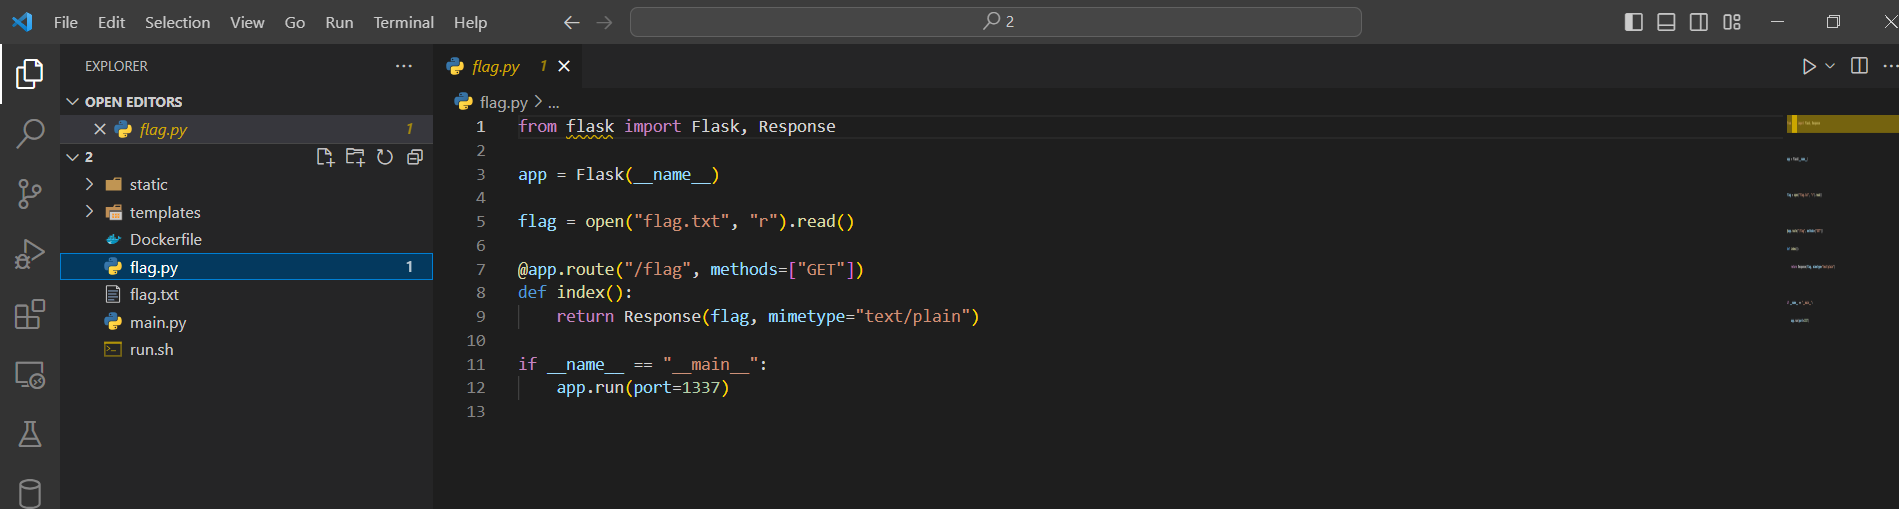 File Edit Selection View Go Run Terminal Help
2
EXPLORER
OPEN EDITORS
flag.py 1
2
static
templates
Dockerfile
flag.py 1
flag.txt
main.py
run.sh
flag.py 1
flag.py > ...
1 from flask import Flask, Response
2
3 app = Flask(__name__)
4
5 flag = open("flag.txt", "r").read()
6
7 @app.route("/flag", methods=["GET"])
8 def index():
9     return Response(flag, mimetype="text/plain")
10
11 if __name__ == "__main__":
12     app.run(port=1337)
13